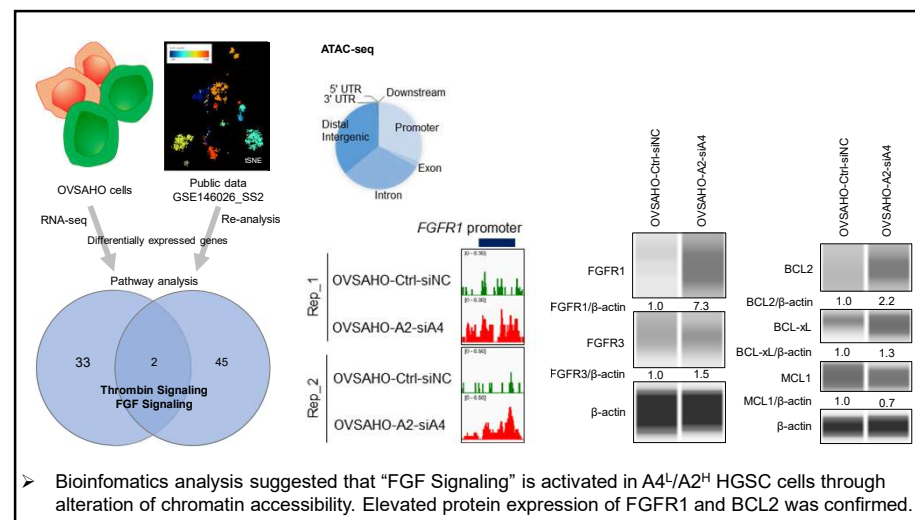 ATAC-seq
5' UTR
3' UTR
Downstream
Distal
Intergenic
Promoter
Exon
Intron
tSNE
OVSAHO cells
Public data
GSE146026_SS2
RNA-seq
Re-analysis
Differentially expressed genes
Pathway analysis
33
2
45
Thrombin Signaling
FGF Signaling
FGFR1 promoter
Rep_1
OVSAHO-Ctrl-siNC
OVSAHO-A2-siA4
Rep_2
OVSAHO-Ctrl-siNC
OVSAHO-A2-siA4
OVSAHO-Ctrl-siNC
OVSAHO-A2-siA4
FGFR1
FGFR1/β-actin 1.0 7.3
FGFR3
FGFR3/β-actin 1.0 1.5
β-actin
OVSAHO-Ctrl-siNC
OVSAHO-A2-siA4
BCL2
BCL2/β-actin 1.0 2.2
BCL-xL
BCL-xL/β-actin 1.0 1.3
MCL1
MCL1/β-actin 1.0 0.7
β-actin
➢ Bioinfomatics analysis suggested that “FGF Signaling” is activated in A4ᴸ/A2ᴴ HGSC cells through
alteration of chromatin accessibility. Elevated protein expression of FGFR1 and BCL2 was confirmed.